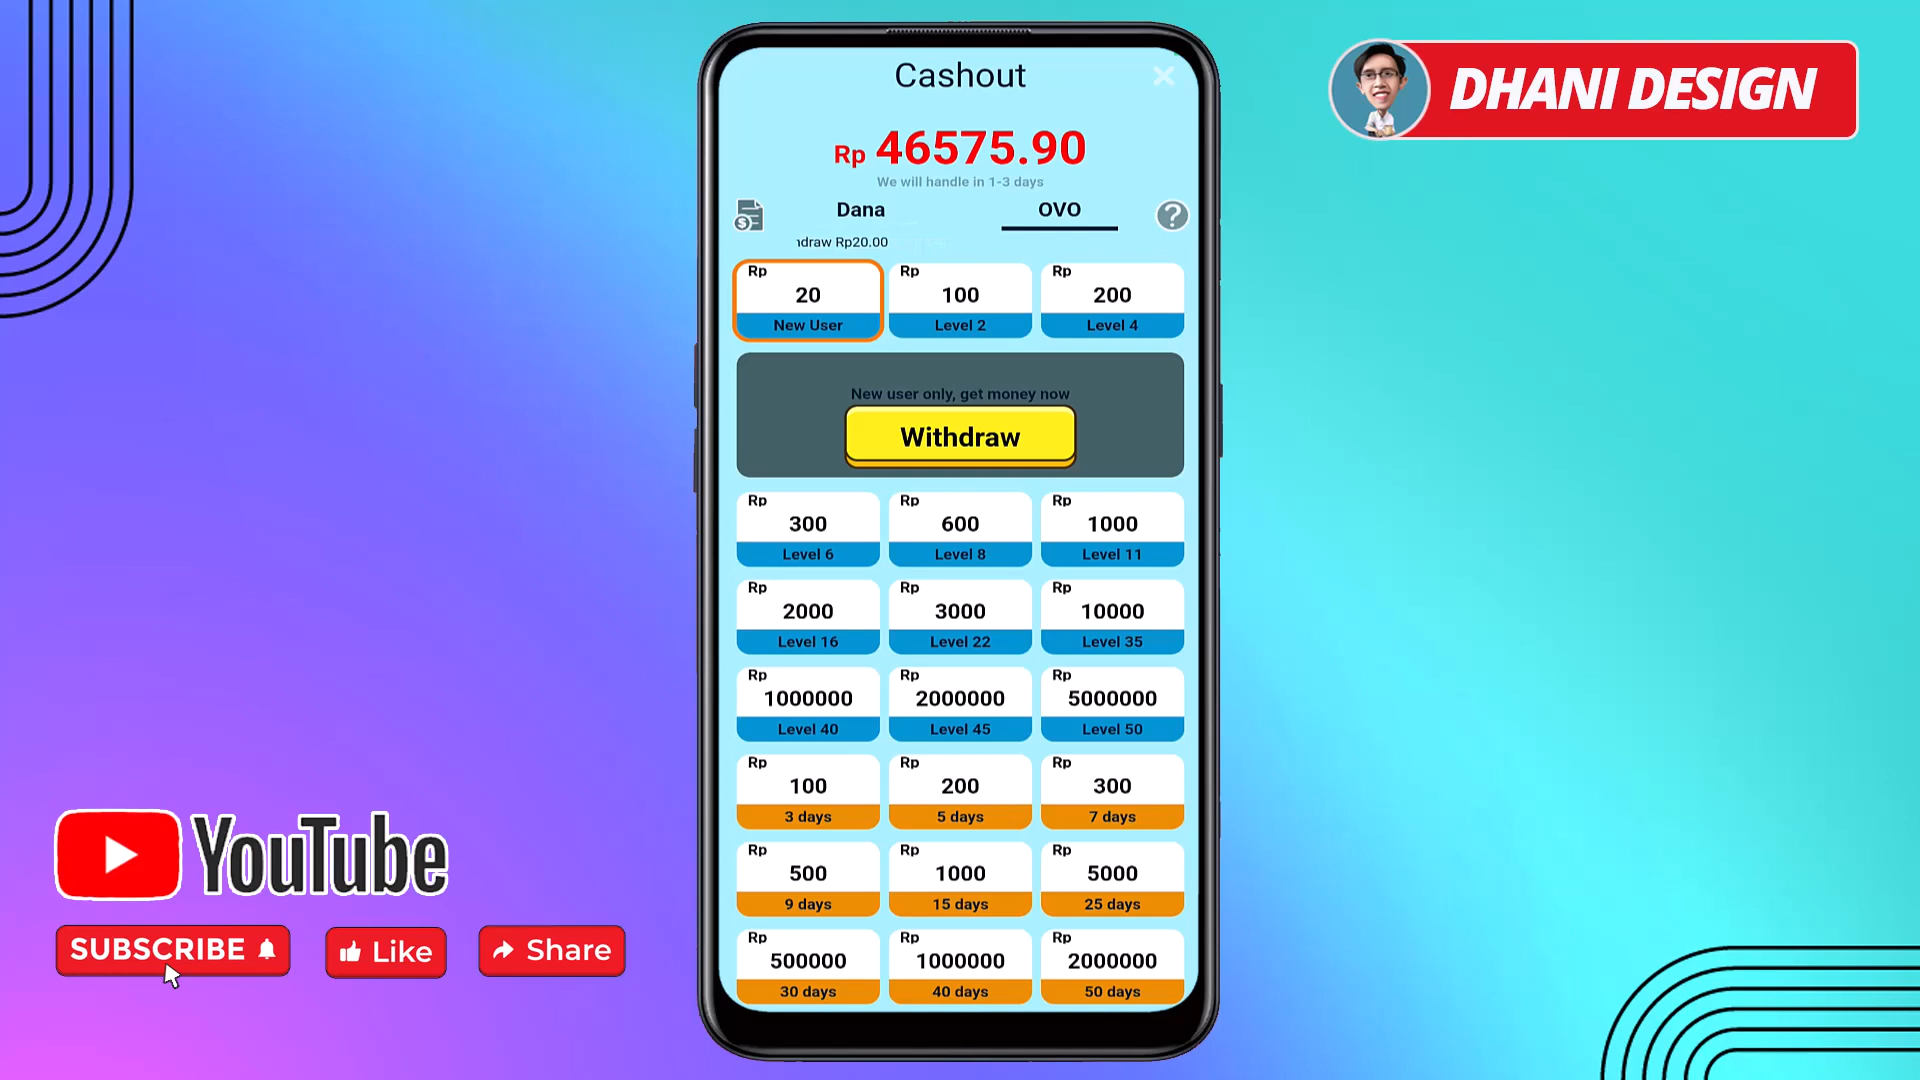 Cashout
DHANI DESIGN
Rp 46575.90
We will handle in 1-3 days
Dana OVO
ndraw Rp20.00
Rp Rp Rp
20 100 200
New User Level 2 Level 4
New user only, get money now
Withdraw
Rp Rp Rp
300 600 1000
Level 6 Level 8 Level 11
Rp Rp Rp
2000 3000 10000
Level 16 Level 22 Level 35
Rp Rp Rp
1000000 2000000 5000000
Level 40 Level 45 Level 50
Rp Rp Rp
100 200 300
3 days 5 days 7 days
Rp Rp Rp
500 1000 5000
9 days 15 days 25 days
Rp Rp Rp
500000 1000000 2000000
30 days 40 days 50 days
YouTube
SUBSCRIBE Like Share